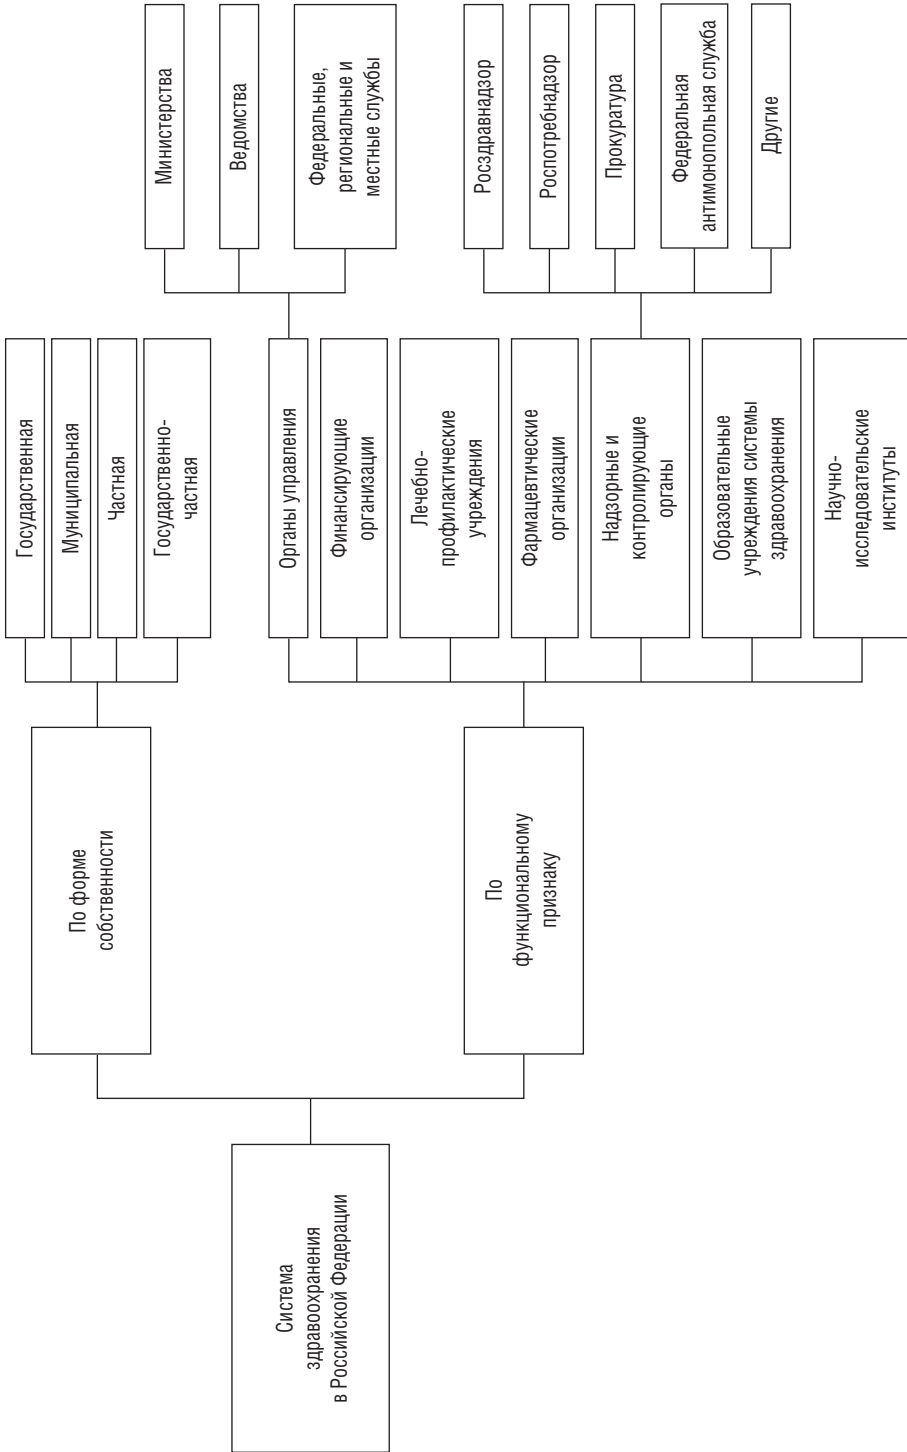 Система
здравоохранения
в Российской Федерации
По форме
собственности
По
функциональному
признаку
Государственная
Муниципальная
Частная
Государственно-
частная
Органы управления
Финансирующие
организации
Лечебно-
профилактические
учреждения
Фармацевтические
организации
Надзорные и
контролирующие
органы
Образовательные
учреждения системы
здравоохранения
Научно-
исследовательские
институты
Министерства
Ведомства
Федеральные,
региональные и
местные службы
Росздравнадзор
Роспотребнадзор
Прокуратура
Федеральная
антимонопольная служба
Другие